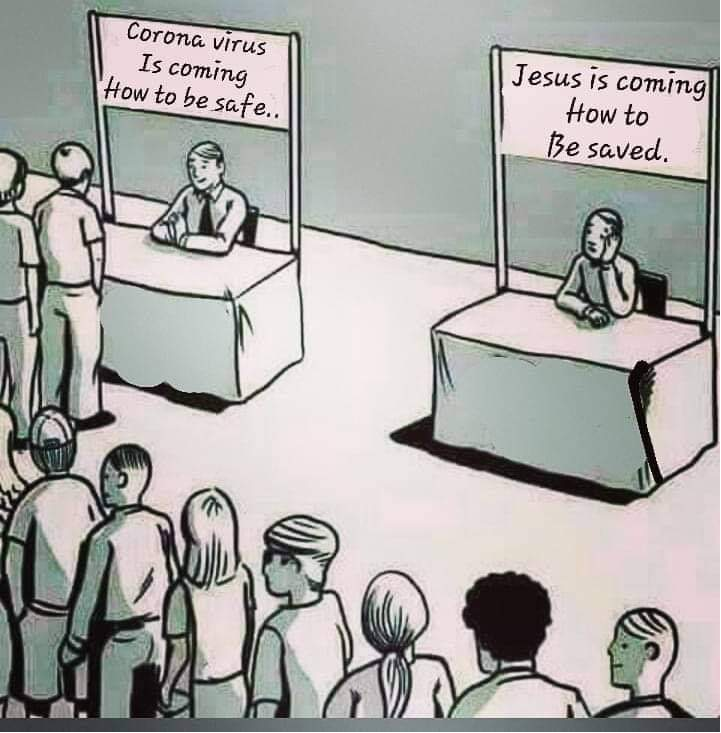 Corona virus
Is coming
How to be safe..
Jesus is coming
How to
Be saved.